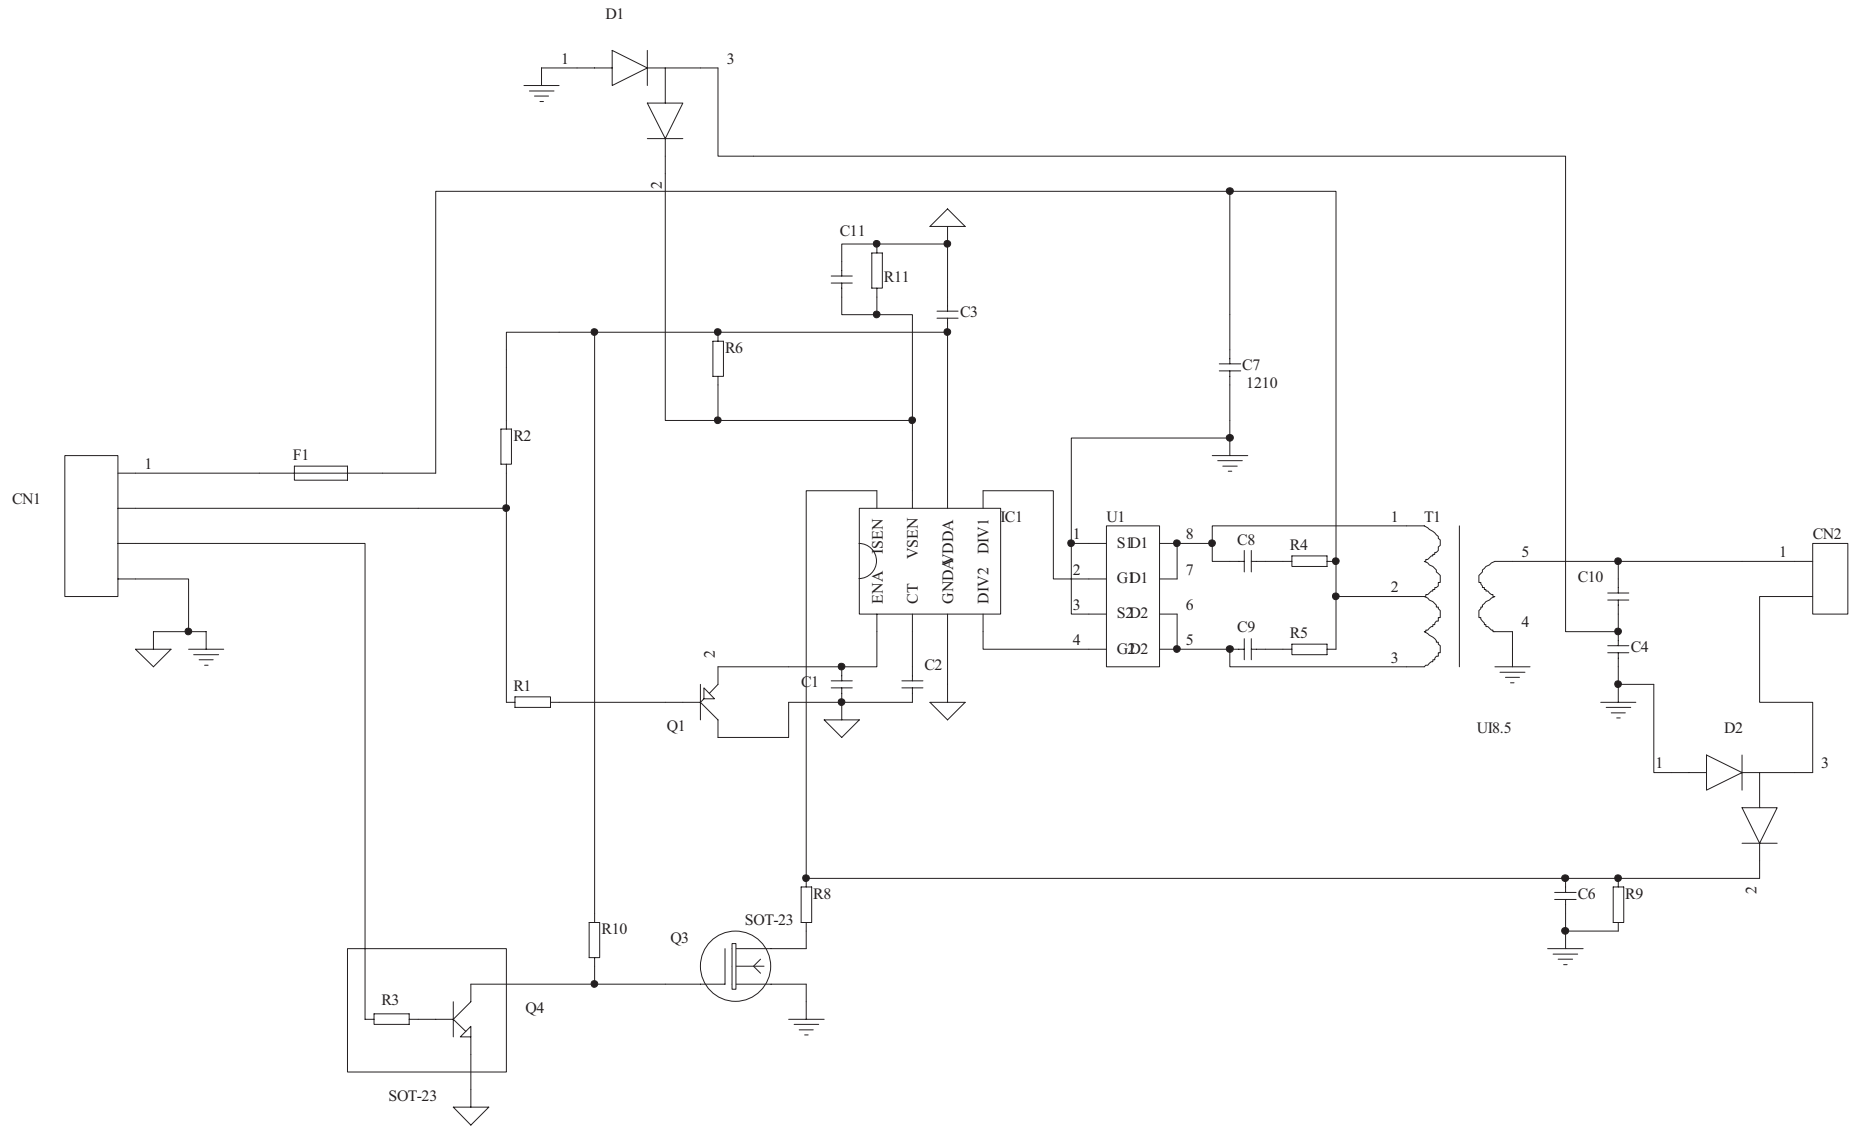 D1
1
3
2
C11
R11
C3
R6
C7
1210
R2
F1
1
CN1
ISEN
VSEN
VDDA
DIV1
IC1
ENA
CT
GNDA
DIV2
U1
1
S1
D1
8
2
G1
D1
7
3
S2
D2
6
4
G2
D2
5
C8
R4
C9
R5
1
T1
2
3
5
4
1
CN2
C10
C4
UI8.5
R1
2
Q1
C1
C2
D2
1
3
2
R8
C6
R9
SOT-23
Q3
R10
R3
Q4
SOT-23